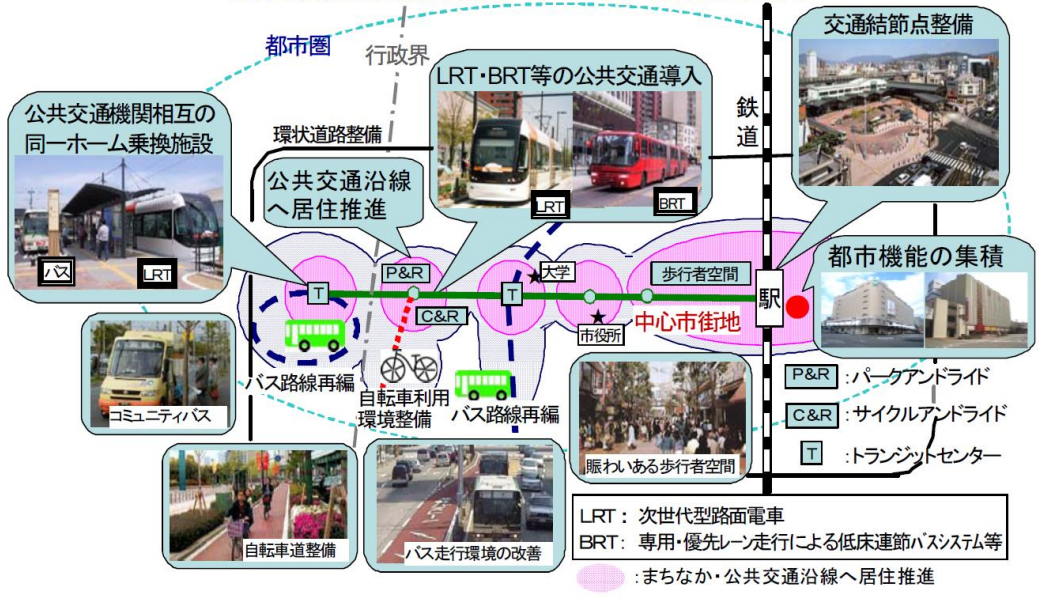 都市圏
行政界
交通結節点整備
LRT・BRT等の公共交通導入
LRT
BRT
鉄道
公共交通機関相互の
同一ホーム乗換施設
バス
LRT
環状道路整備
公共交通沿線
へ居住推進
P&R
C&R
T
T
大学
市役所
歩行者空間
中心市街地
駅
都市機能の集積
バス路線再編
自転車利用
環境整備
バス路線再編
コミュニティバス
自転車道整備
バス走行環境の改善
賑わいある歩行者空間
P&R :パークアンドライド
C&R :サイクルアンドライド
T :トランジットセンター
LRT: 次世代型路面電車
BRT: 専用・優先レーン走行による低床連節バスシステム等
:まちなか・公共交通沿線へ居住推進